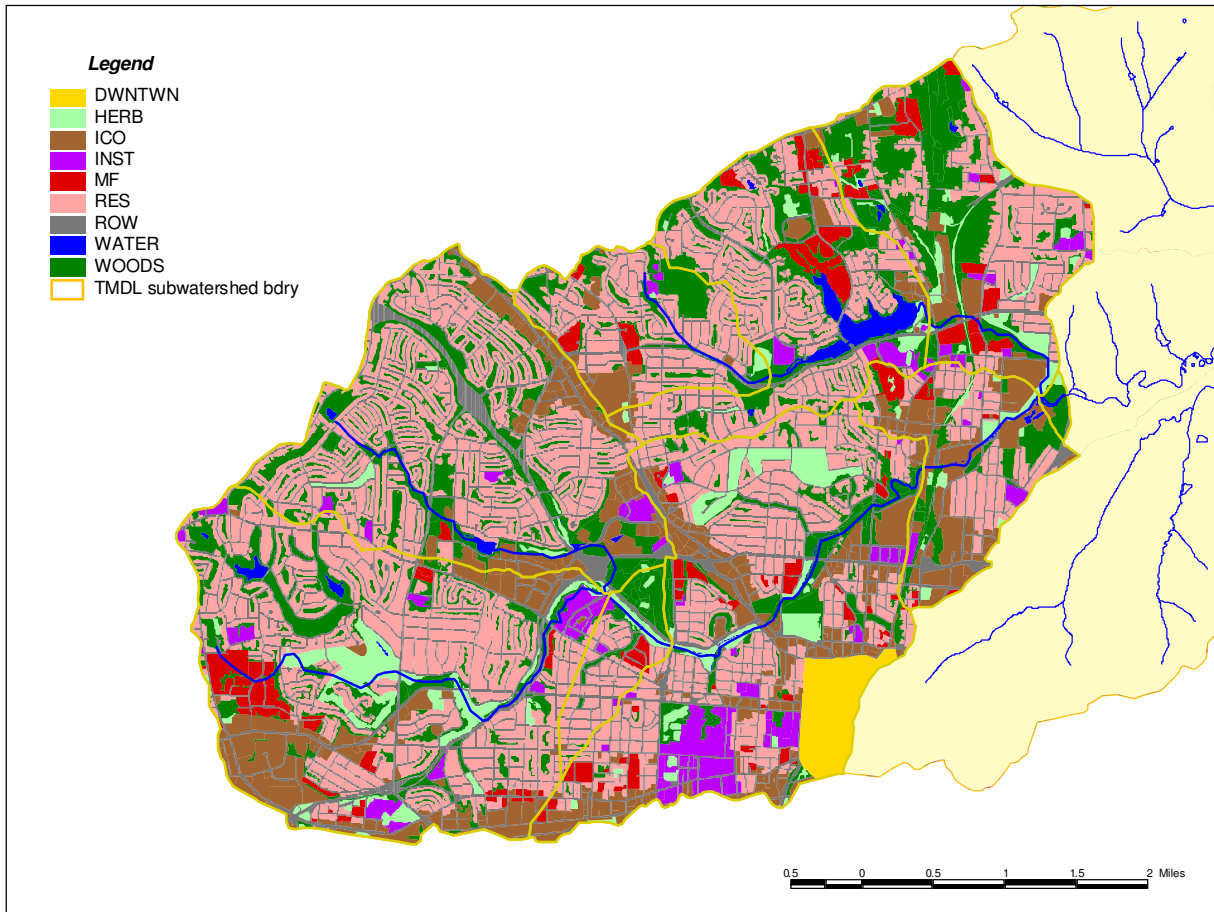 Legend
DWNTWN
HERB
ICO
INST
MF
RES
ROW
WATER
WOODS
TMDL subwatershed bdry
0.5 0 0.5 1 1.5 2 Miles